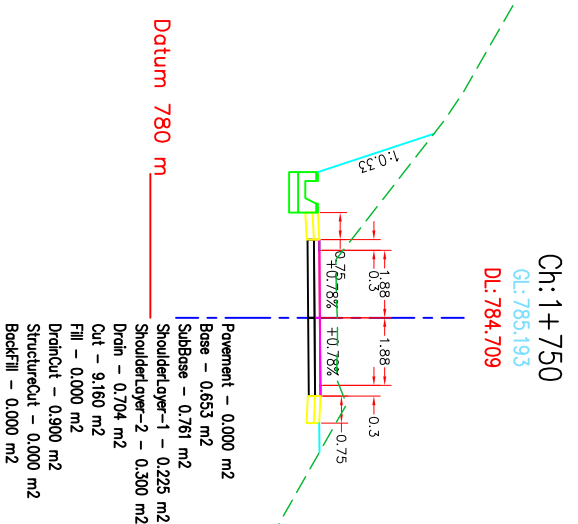 Ch:1+750
GL:785.193
DL:784.709
1:0.33
0.75
0.3
1.88
1.88
0.3
0.75
+0.78%
+0.78%
Datum 780 m
Pavement - 0.000 m2
Base - 0.653 m2
SubBase - 0.761 m2
ShoulderLayer-1 - 0.225 m2
ShoulderLayer-2 - 0.300 m2
Drain - 0.704 m2
Cut - 9.160 m2
Fill - 0.000 m2
DrainCut - 0.900 m2
StructureCut - 0.000 m2
BackFill - 0.000 m2